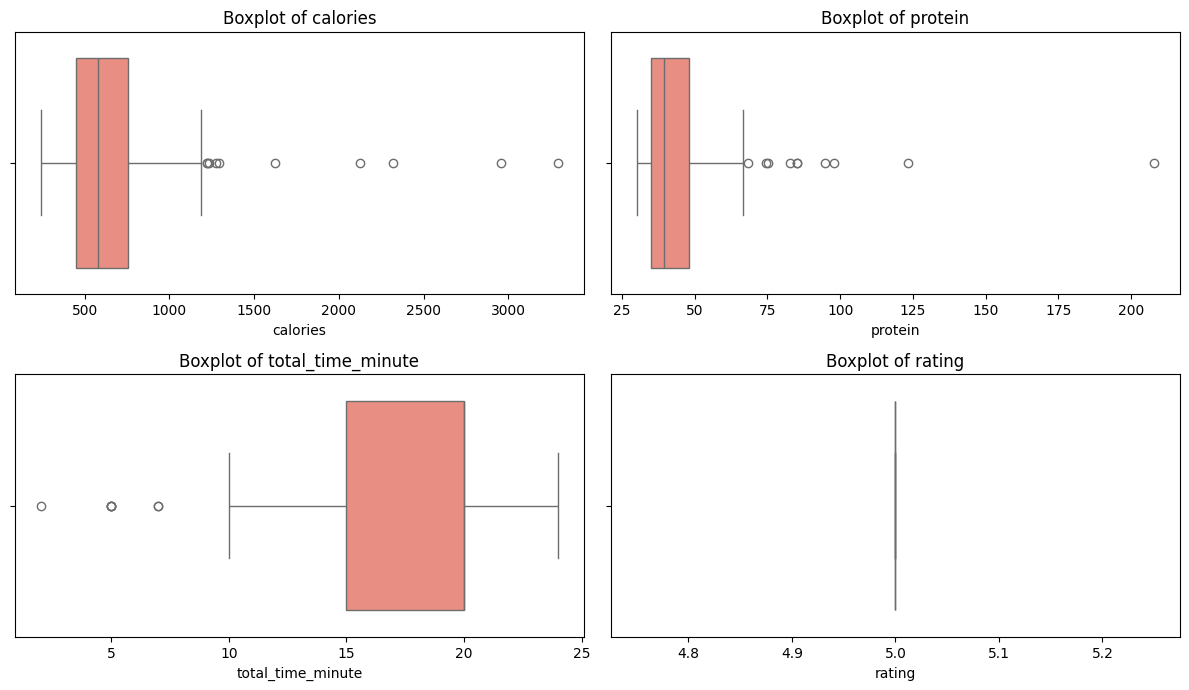 Boxplot of calories
500 1000 1500 2000 2500 3000
calories
Boxplot of protein
25 50 75 100 125 150 175 200
protein
Boxplot of total_time_minute
5 10 15 20 25
total_time_minute
Boxplot of rating
4.8 4.9 5.0 5.1 5.2
rating